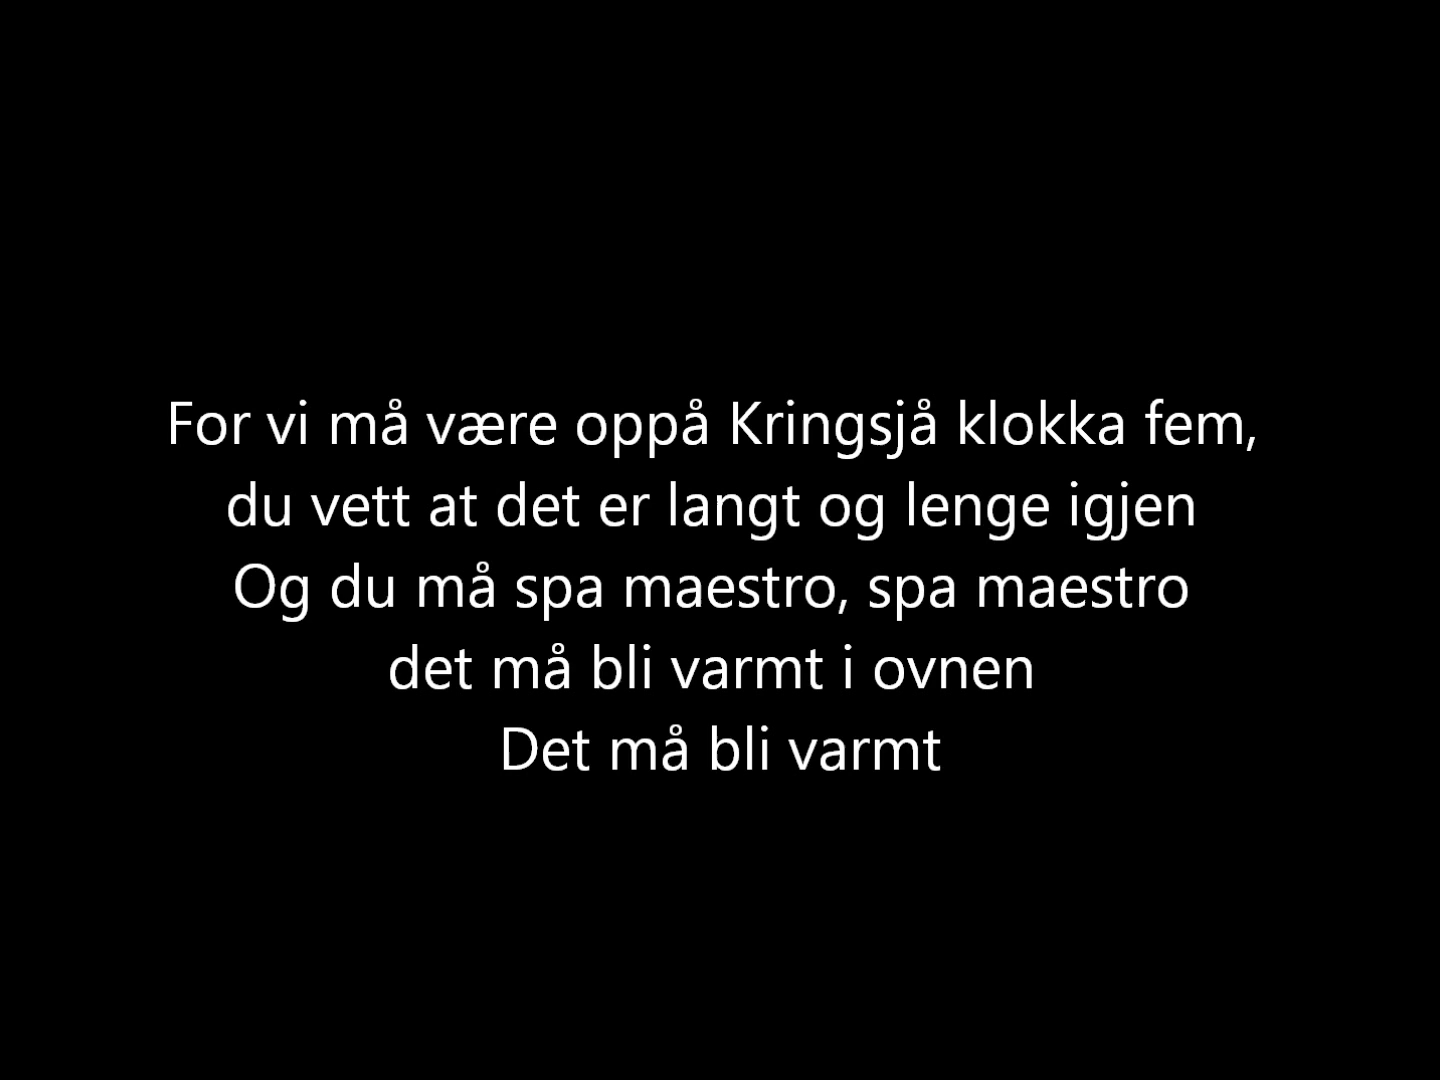 For vi må være oppå Kringsjå klokka fem,
du vett at det er langt og lenge igjen
Og du må spa maestro, spa maestro
det må bli varmt i ovnen
Det må bli varmt